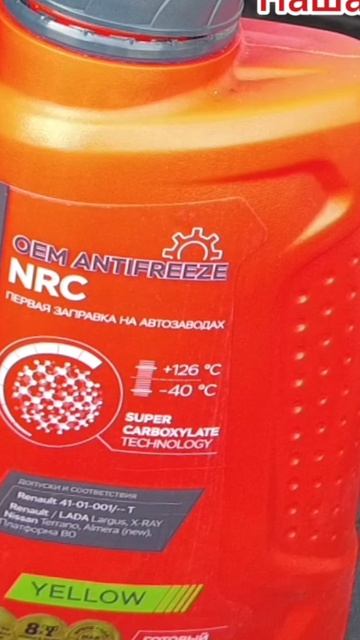 Наша
OEM ANTIFREEZE
NRC
ПЕРВАЯ ЗАПРАВКА НА АВТОЗАВОДАХ
+126 °C
-40 °C
SUPER
CARBOXYLATE
TECHNOLOGY
ДОПУСКИ И СООТВЕТСТВИЯ
Renault 41-01-001/-- T
Renault / LADA Largus, X-RAY
Nissan Terrano, Almera (new),
Платформа B0
YELLOW
ГОТОВЫЙ